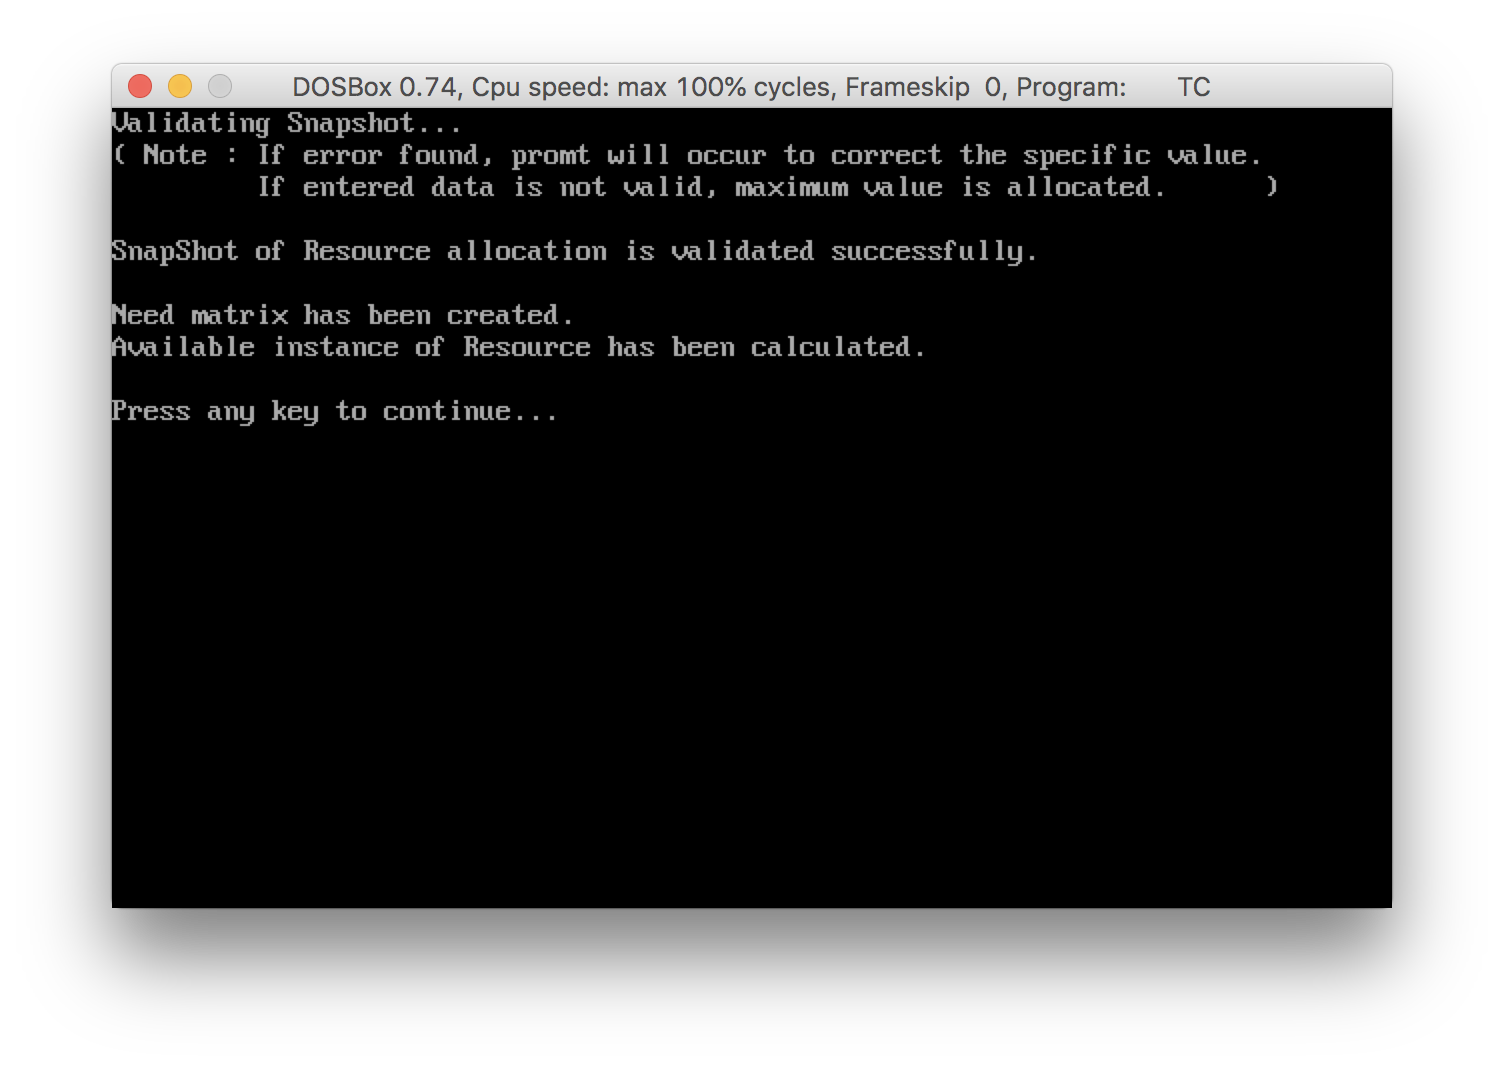 DOSBox 0.74, Cpu speed: max 100% cycles, Frameskip  0, Program:     TC
Validating Snapshot...
( Note : If error found, promt will occur to correct the specific value.
         If entered data is not valid, maximum value is allocated.      )
SnapShot of Resource allocation is validated successfully.
Need matrix has been created.
Available instance of Resource has been calculated.
Press any key to continue...